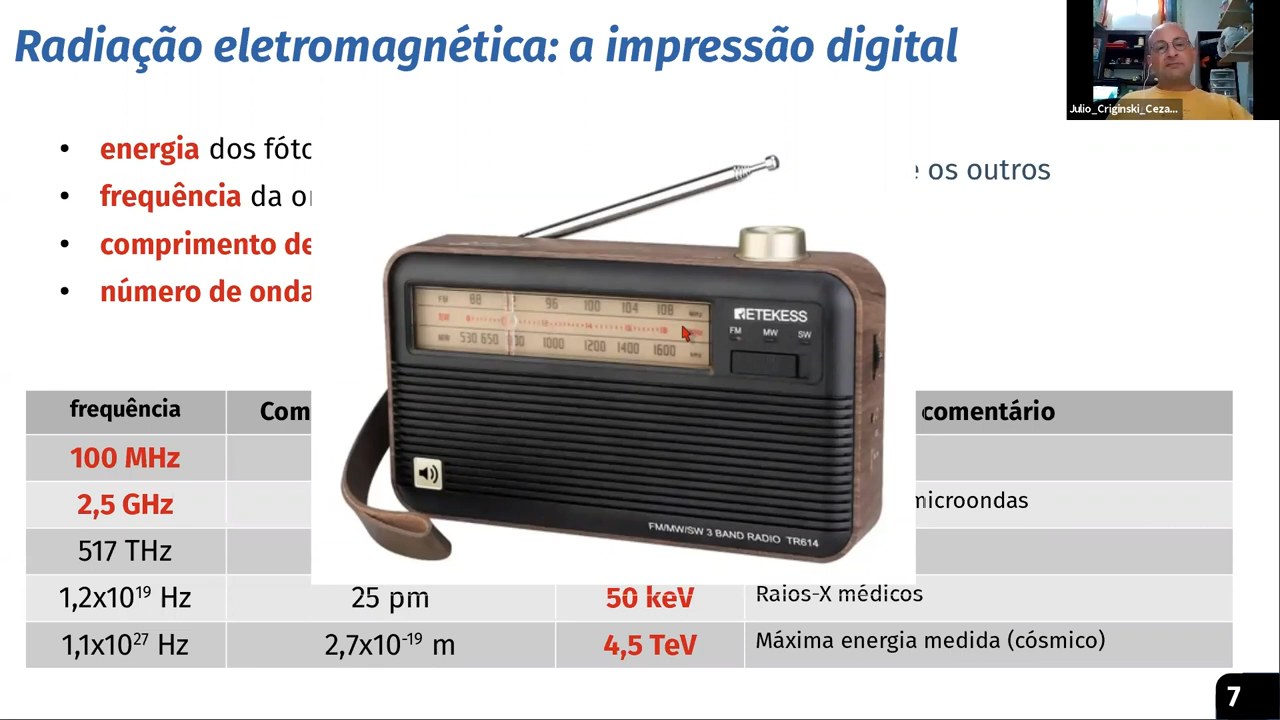 Radiação eletromagnética: a impressão digital
Julio_Criginski_Ceza...
• energia dos fóto
e os outros
• frequência da
• comprimento de
• número de onda
FM 88 96 100 104 108 MHz
MW 530 650 1000 1200 1400 1600 KHz
RETEKESS
FM MW SW
FM/MW/SW 3 BAND RADIO TR614
frequência Com comentário
100 MHz
2,5 GHz microondas
517 THz
1,2x10¹⁹ Hz 25 pm 50 keV Raios-X médicos
1,1x10²⁷ Hz 2,7x10⁻¹⁹ m 4,5 TeV Máxima energia medida (cósmico)
7